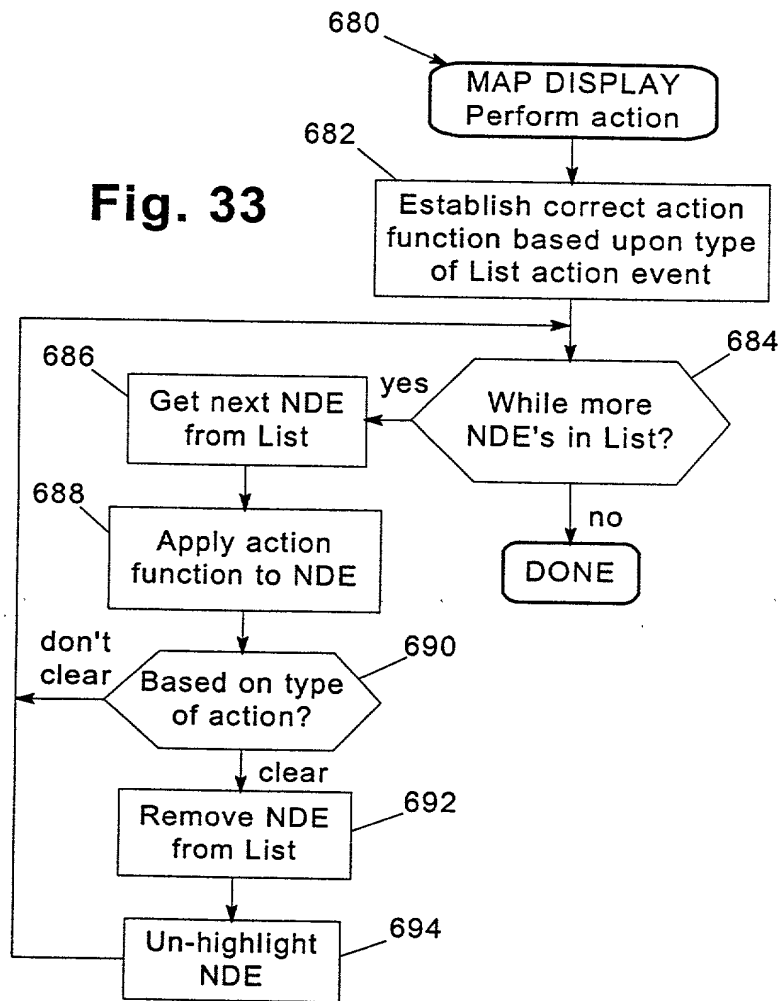 680
MAP DISPLAY
Perform action
682
Fig. 33
Establish correct action
function based upon type
of List action event
684
686
yes
Get next NDE
from List
While more
NDE's in List?
688
no
Apply action
function to NDE
DONE
don't
clear
690
Based on type
of action?
clear
692
Remove NDE
from List
694
Un-highlight
NDE